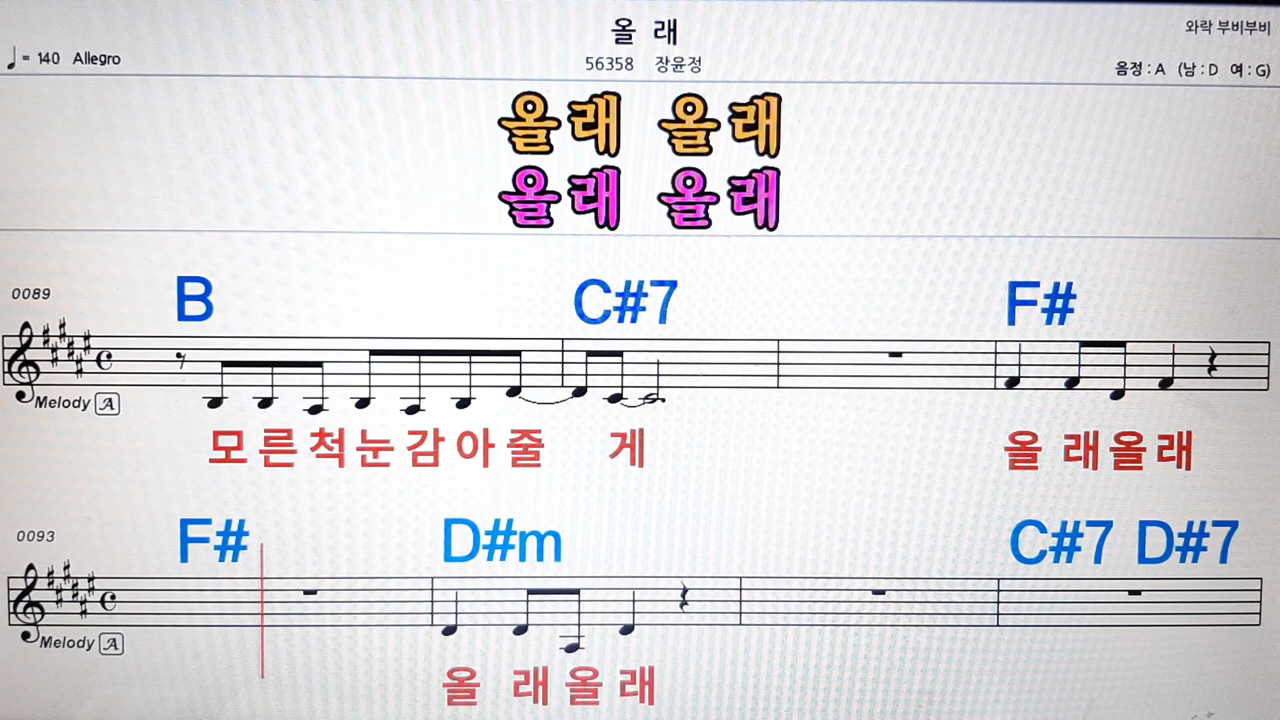 올 래
와락 부비부비
♩ = 140 Allegro
56358 장윤정
음정 : A (남 : D 여 : G)
올래 올래
올래 올래
0089
B C#7 F#
Melody A
모른척눈감아줄 게 올 래올래
0093
F# D#m C#7 D#7
Melody A
올 래올래